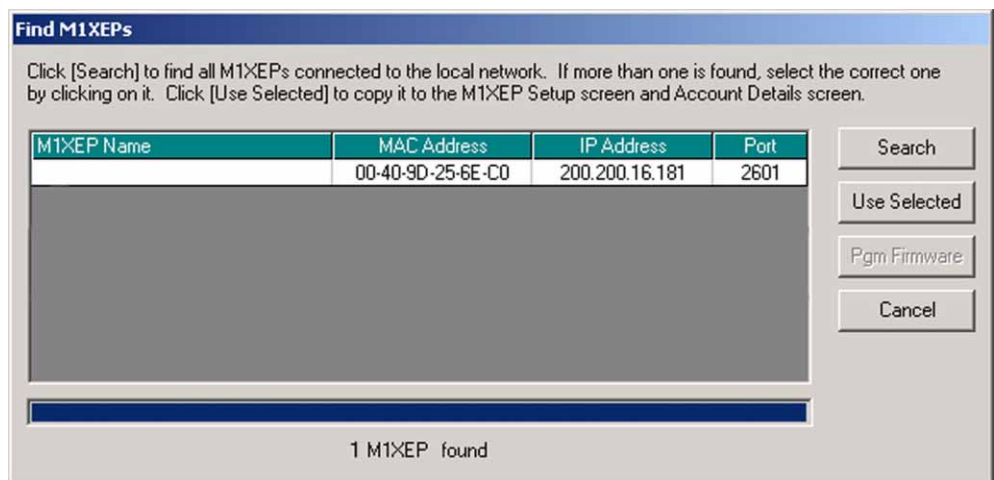 Find M1XEPs
Click [Search] to find all M1XEPs connected to the local network. If more than one is found, select the correct one
by clicking on it. Click [Use Selected] to copy it to the M1XEP Setup screen and Account Details screen.
M1XEP Name MAC Address IP Address Port
00-40-9D-25-6E-C0 200.200.16.181 2601
Search
Use Selected
Pgm Firmware
Cancel
1 M1XEP found